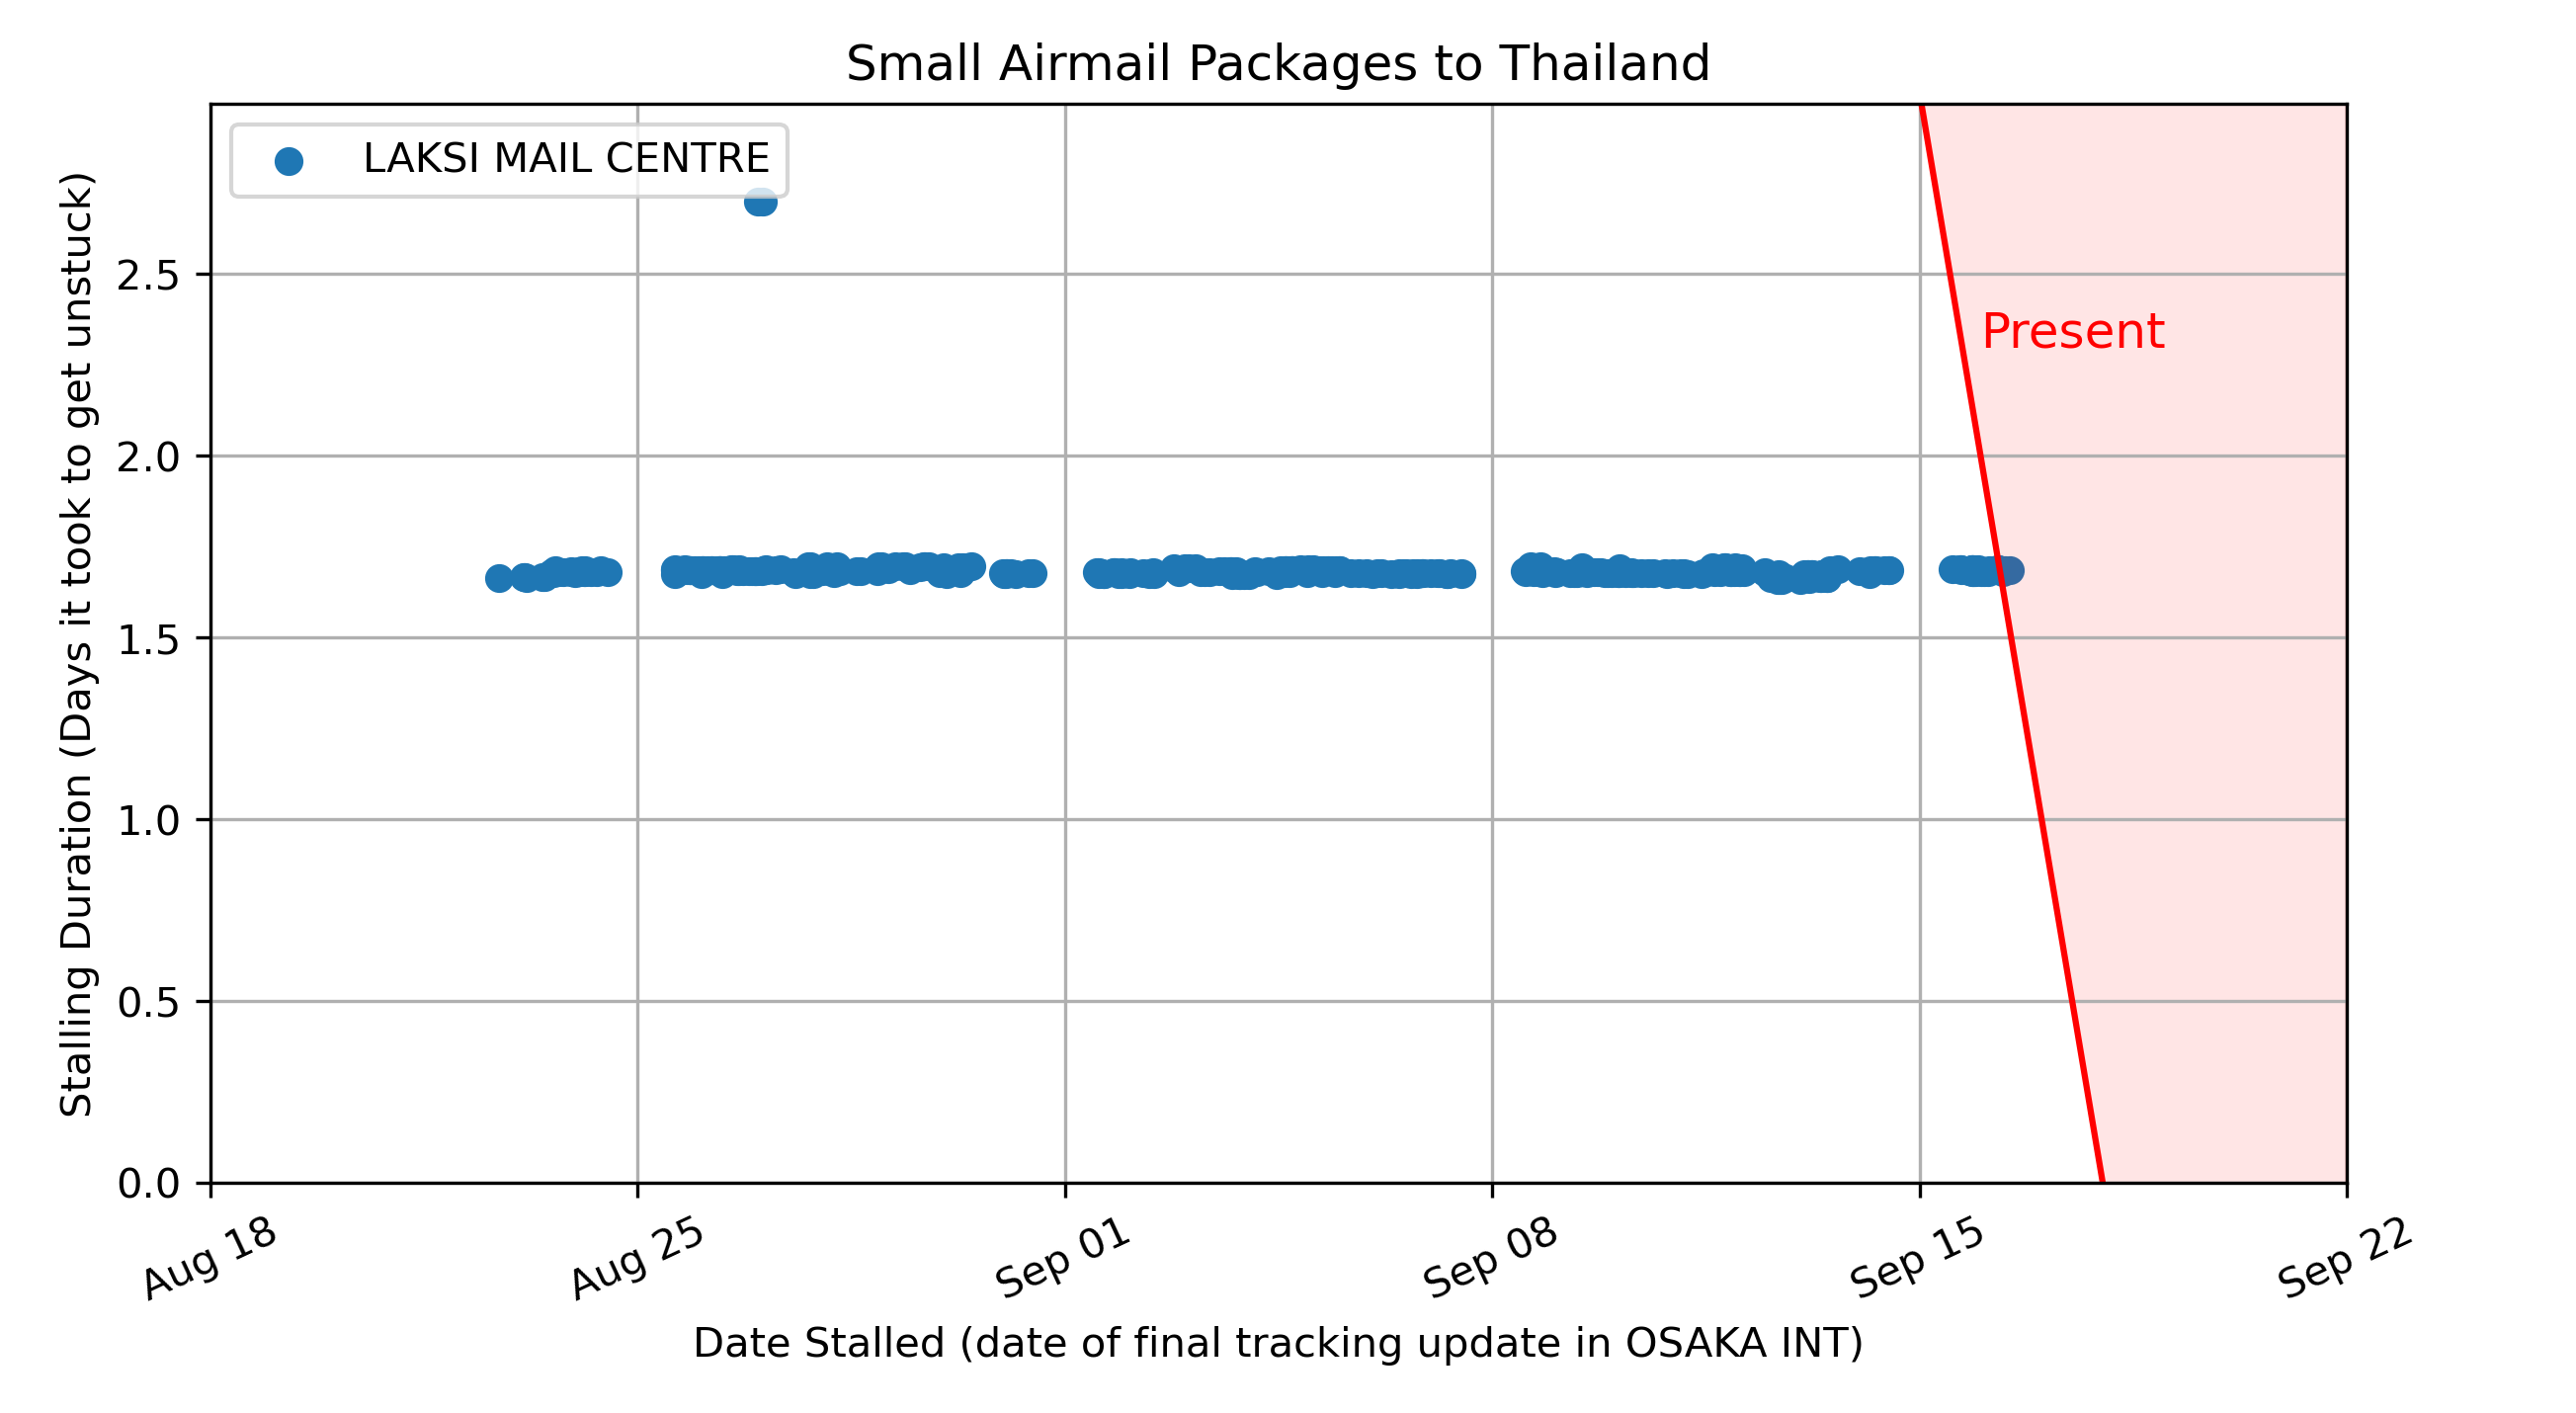 Small Airmail Packages to Thailand
LAKSI MAIL CENTRE
Present
Stalling Duration (Days it took to get unstuck)
2.5
2.0
1.5
1.0
0.5
0.0
Aug 18
Aug 25
Sep 01
Sep 08
Sep 15
Sep 22
Date Stalled (date of final tracking update in OSAKA INT)